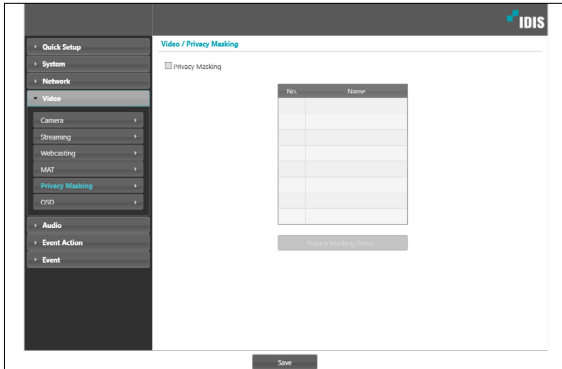 IDIS
Quick Setup
System
Network
Video
Camera
Streaming
Webcasting
MAT
Privacy Masking
OSD
Audio
Event Action
Event
Video / Privacy Masking
Privacy Masking
No. Name
Privacy Masking Setup
Save